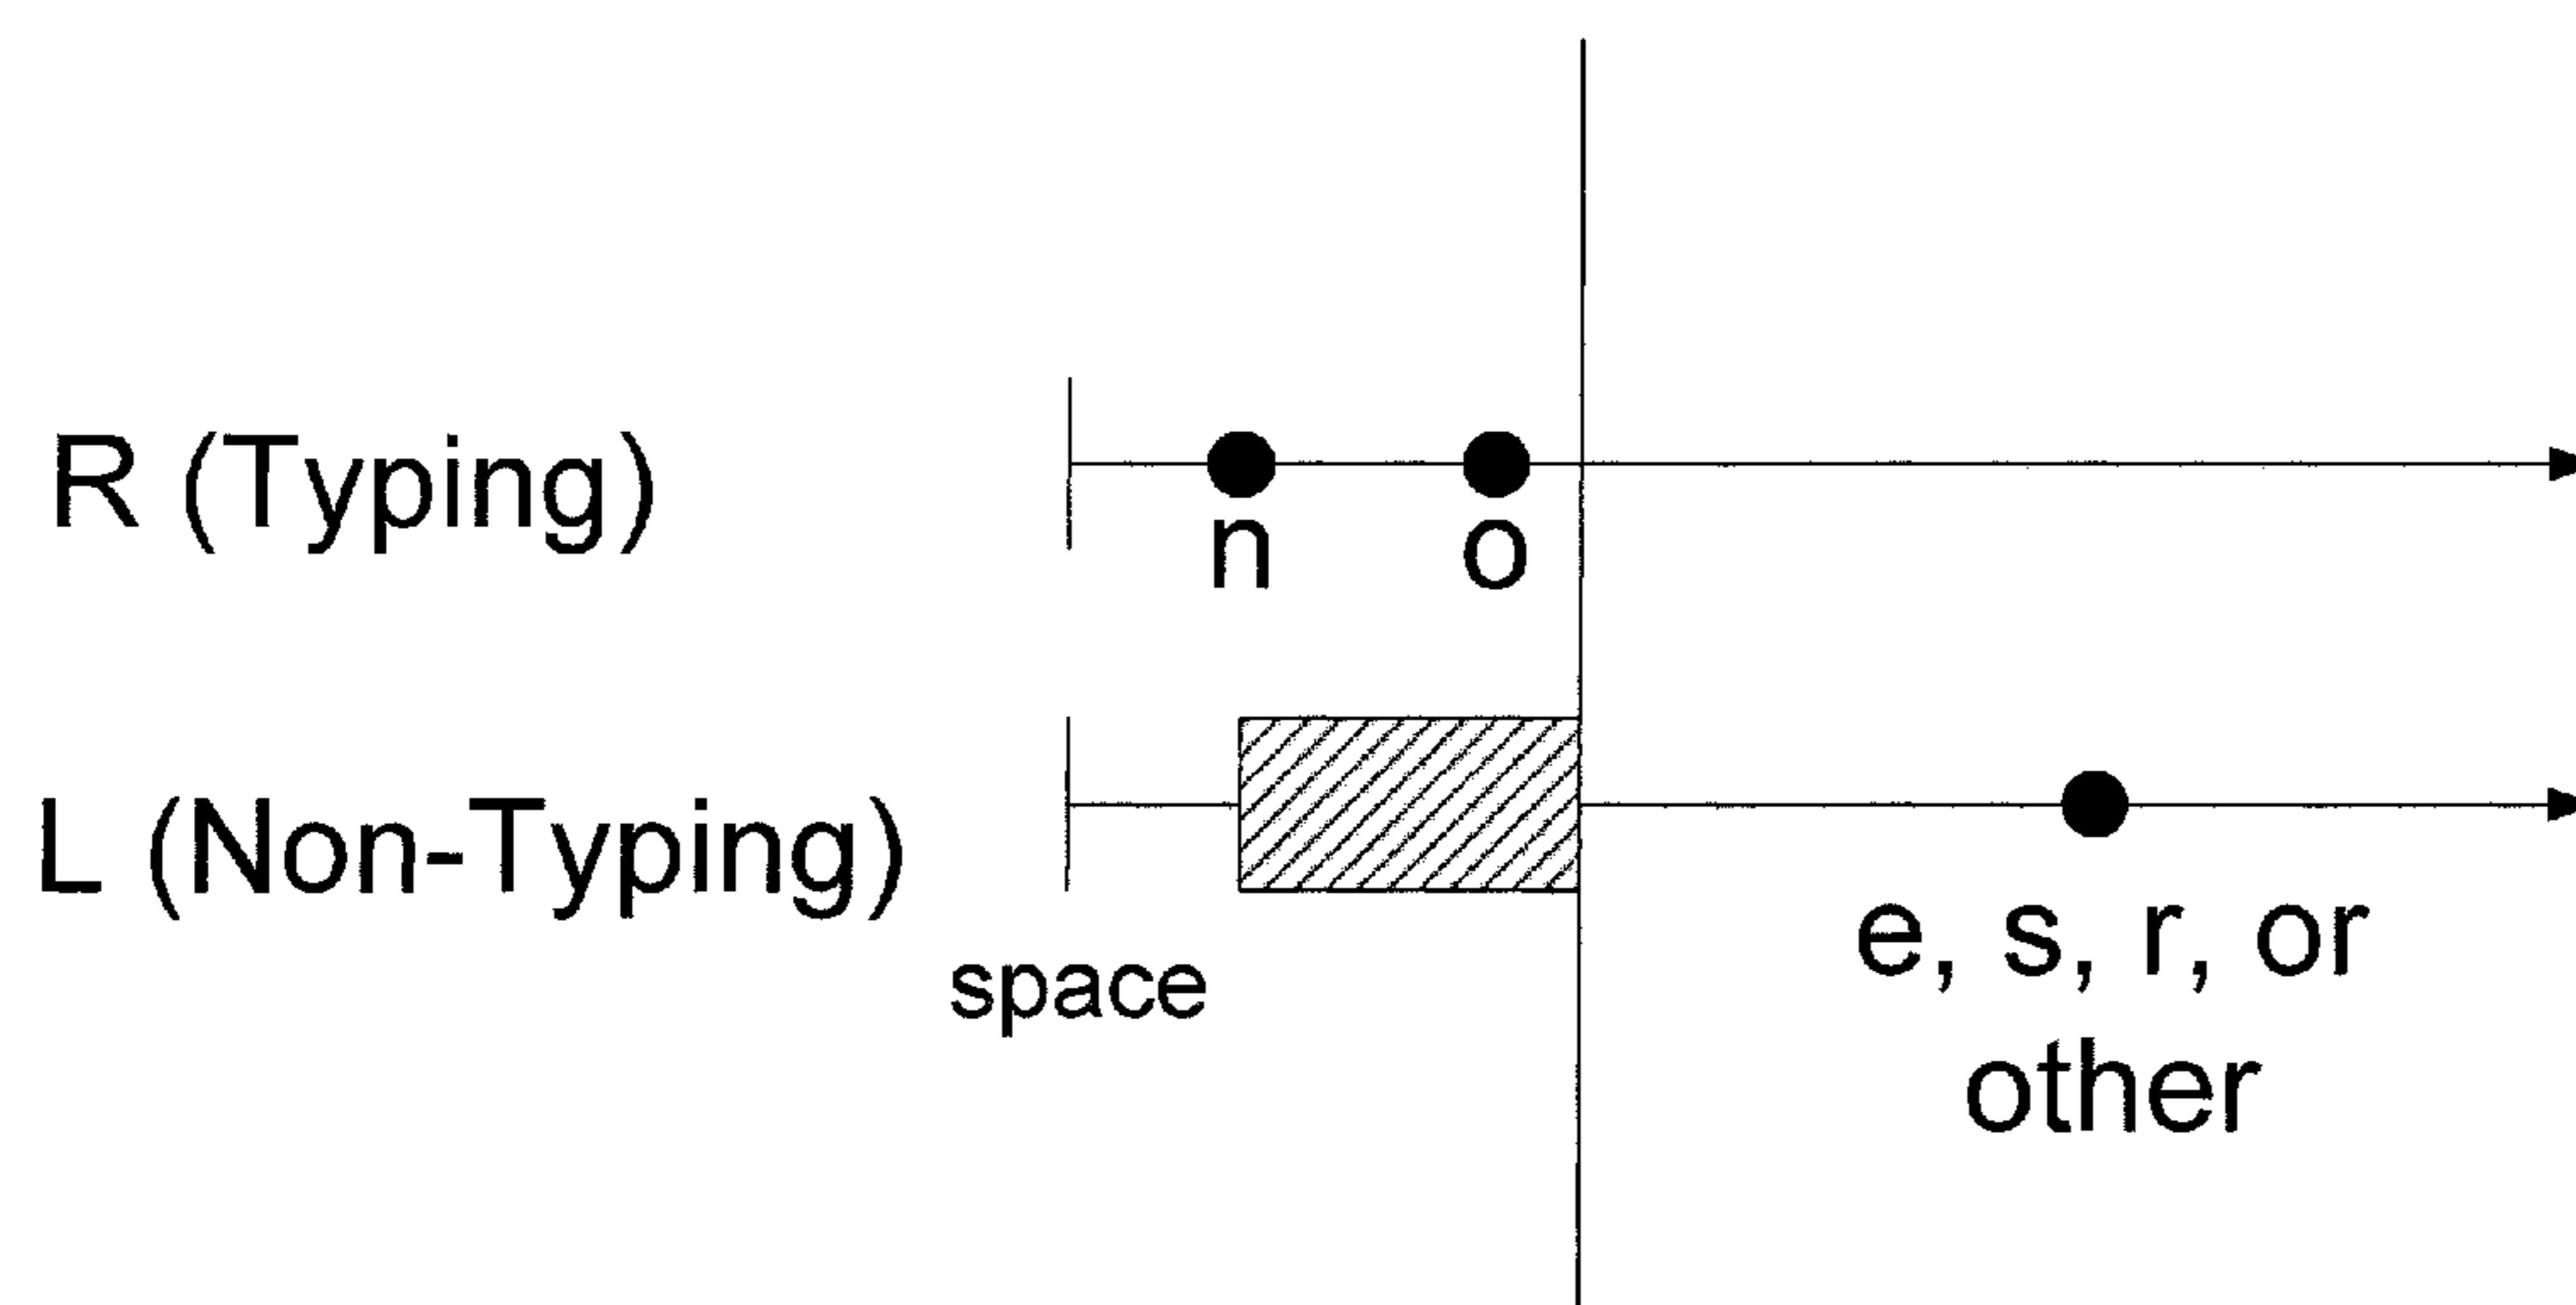 R (Typing)
n
o
L (Non-Typing)
space
e, s, r, or
other